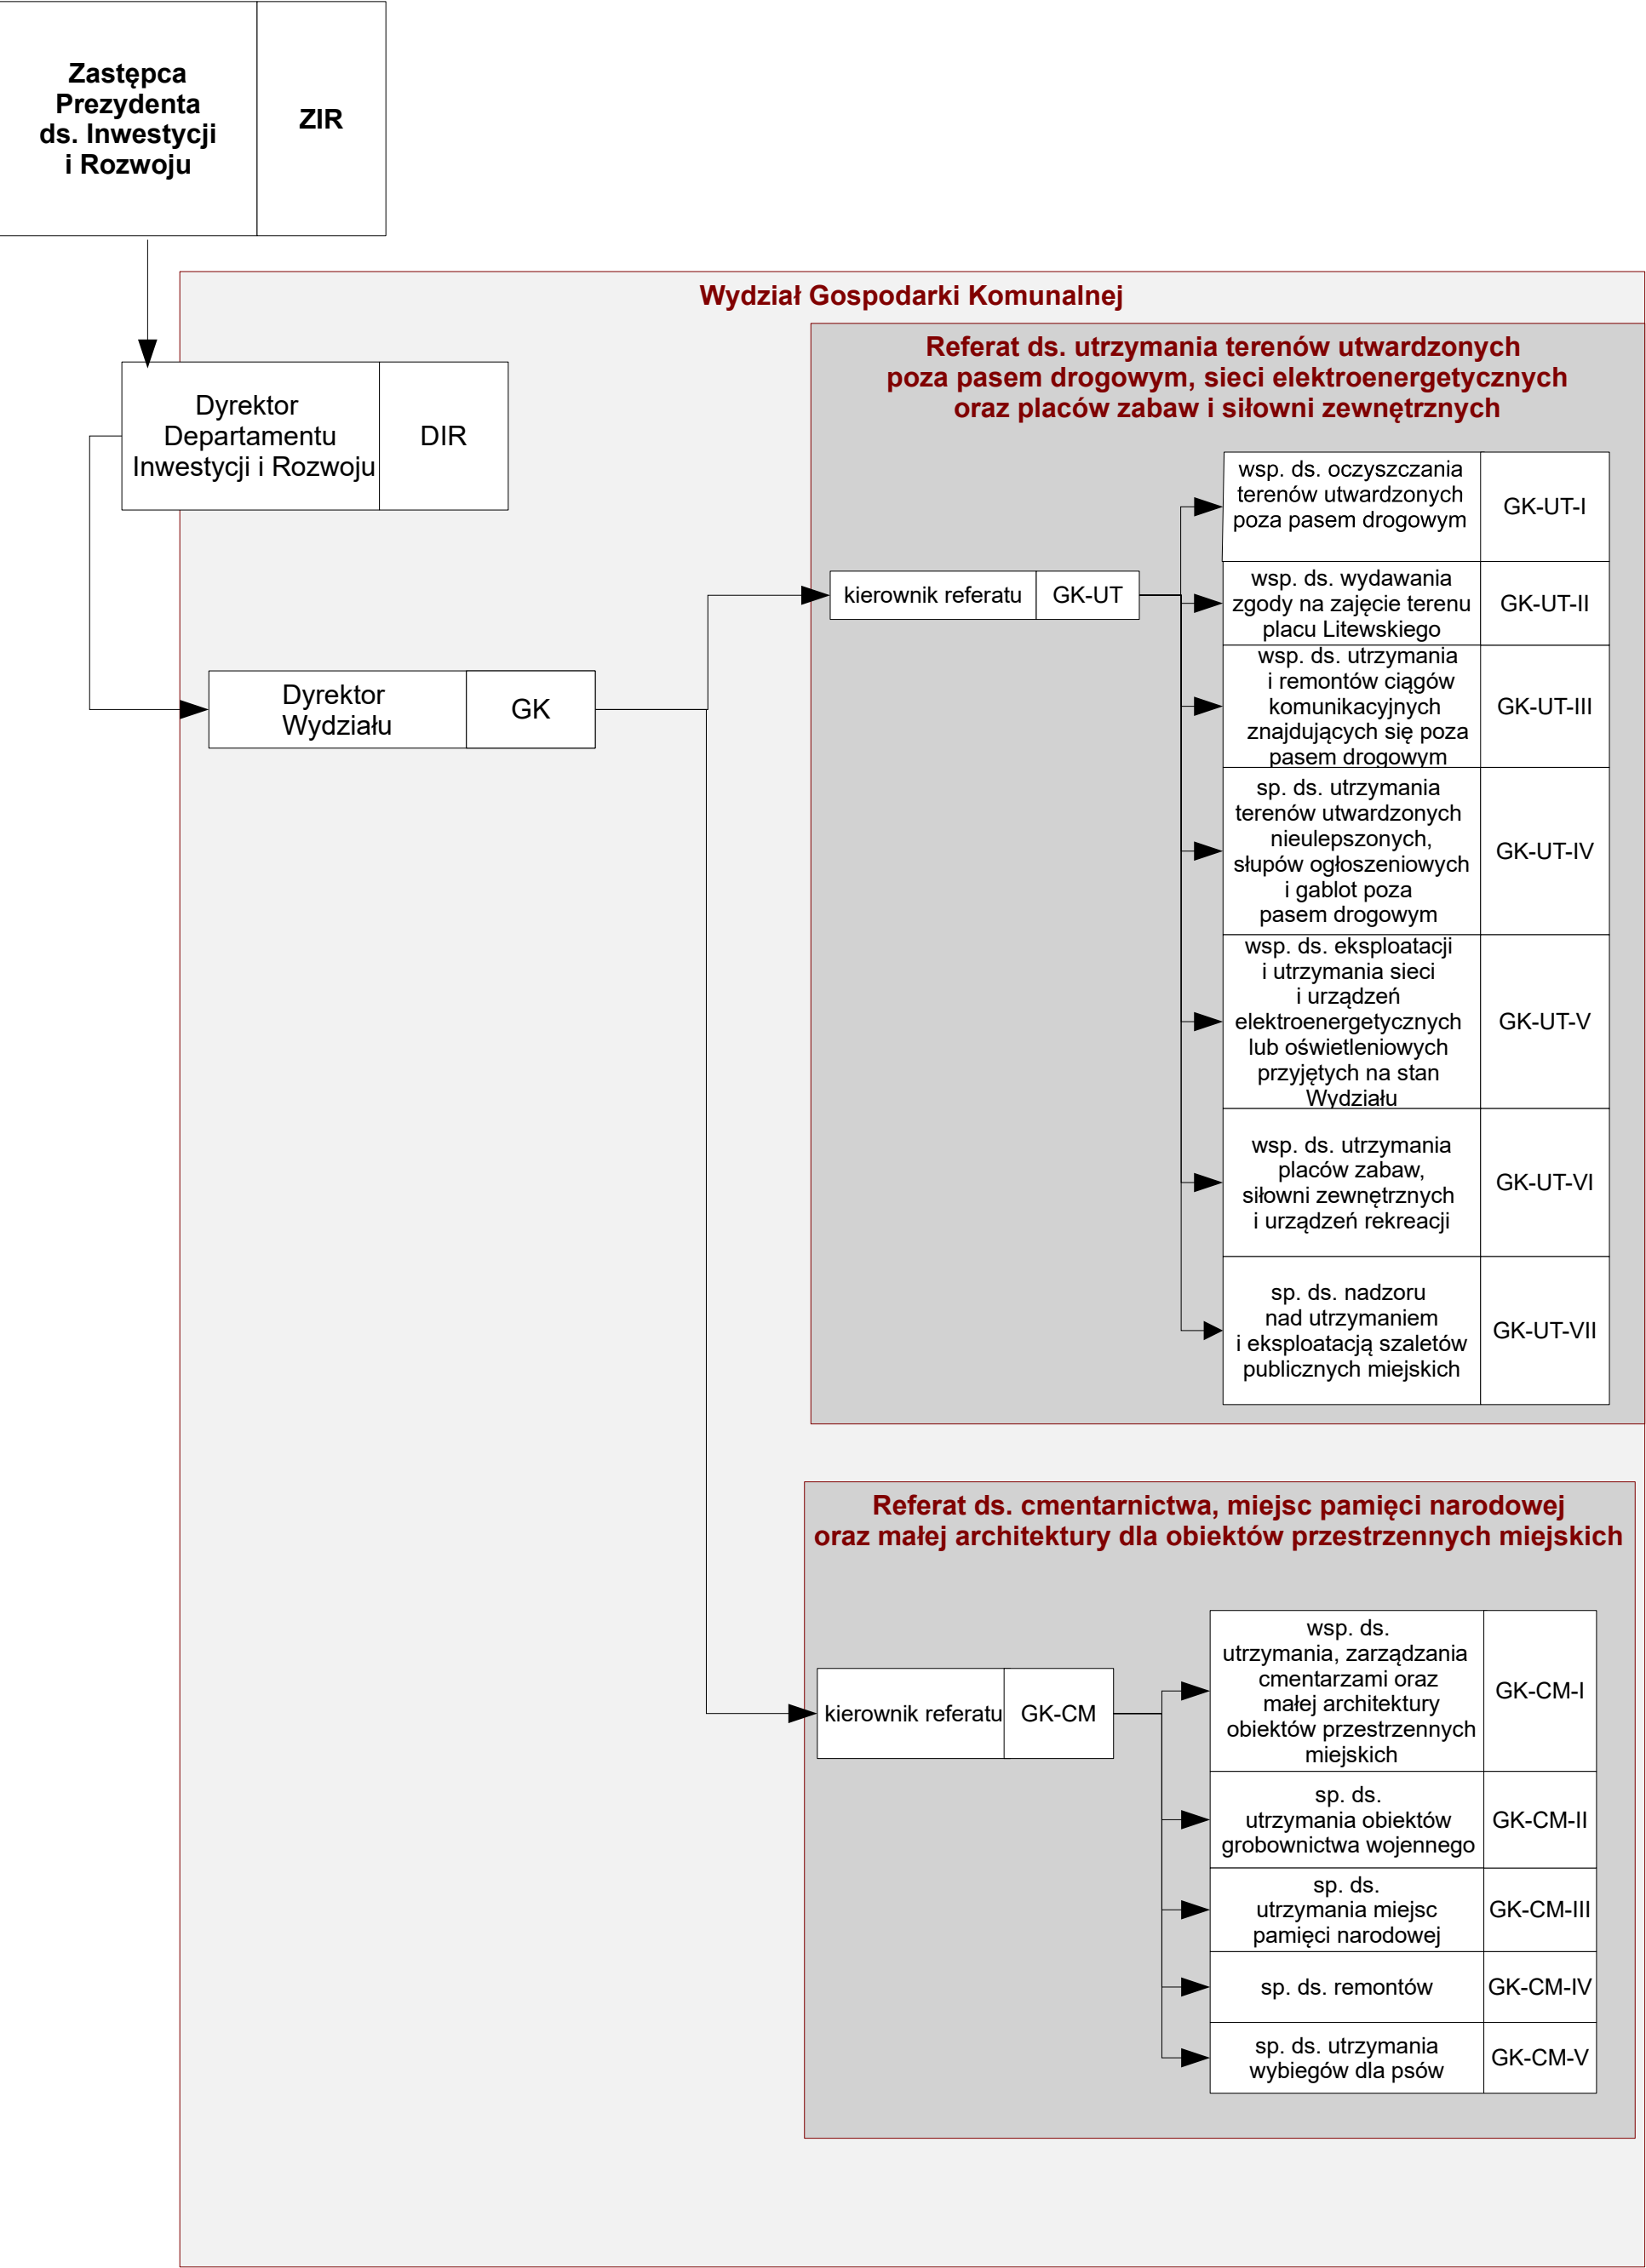 Zastępca
Prezydenta
ds. Inwestycji
i Rozwoju
ZIR
Wydział Gospodarki Komunalnej
Dyrektor
Departamentu
Inwestycji i Rozwoju
DIR
Dyrektor
Wydziału
GK
Referat ds. utrzymania terenów utwardzonych
poza pasem drogowym, sieci elektroenergetycznych
oraz placów zabaw i siłowni zewnętrznych
kierownik referatu
GK-UT
wsp. ds. oczyszczania
terenów utwardzonych
poza pasem drogowym
GK-UT-I
wsp. ds. wydawania
zgody na zajęcie terenu
placu Litewskiego
GK-UT-II
wsp. ds. utrzymania
i remontów ciągów
komunikacyjnych
znajdujących się poza
pasem drogowym
GK-UT-III
sp. ds. utrzymania
terenów utwardzonych
nieulepszonych,
słupów ogłoszeniowych
i gablot poza
pasem drogowym
GK-UT-IV
wsp. ds. eksploatacji
i utrzymania sieci
i urządzeń
elektroenergetycznych
lub oświetleniowych
przyjętych na stan
Wydziału
GK-UT-V
wsp. ds. utrzymania
placów zabaw,
siłowni zewnętrznych
i urządzeń rekreacji
GK-UT-VI
sp. ds. nadzoru
nad utrzymaniem
i eksploatacją szaletów
publicznych miejskich
GK-UT-VII
Referat ds. cmentarnictwa, miejsc pamięci narodowej
oraz małej architektury dla obiektów przestrzennych miejskich
kierownik referatu
GK-CM
wsp. ds.
utrzymania, zarządzania
cmentarzami oraz
małej architektury
obiektów przestrzennych
miejskich
GK-CM-I
sp. ds.
utrzymania obiektów
grobownictwa wojennego
GK-CM-II
sp. ds.
utrzymania miejsc
pamięci narodowej
GK-CM-III
sp. ds. remontów
GK-CM-IV
sp. ds. utrzymania
wybiegów dla psów
GK-CM-V